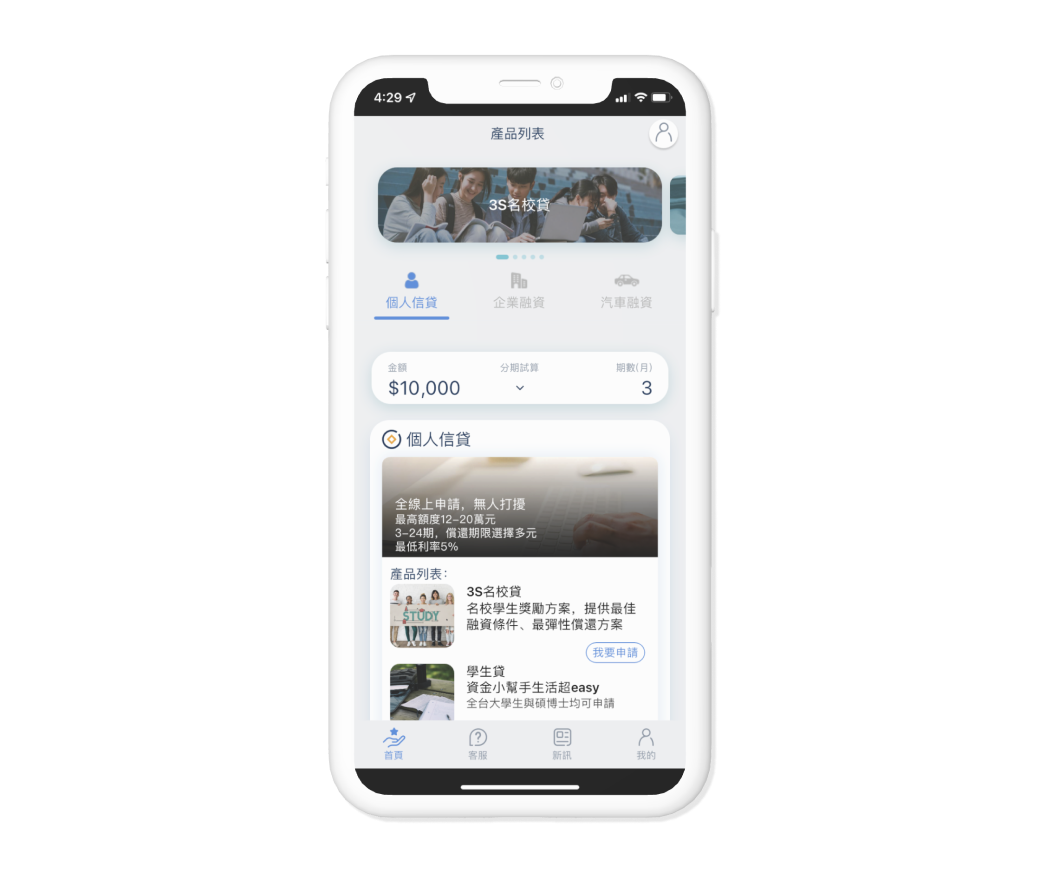 4:29
產品列表
3S名校貸
個人信貸
企業融資
汽車融資
金額
分期試算
期數(月)
$10,000
3
個人信貸
全線上申請，無人打擾
最高額度12–20萬元
3–24期，償還期限選擇多元
最低利率5%
產品列表：
STUDY
3S名校貸
名校學生獎勵方案，提供最佳
融資條件、最彈性償還方案
我要申請
學生貸
資金小幫手生活超easy
全台大學生與碩博士均可申請
首頁
客服
新訊
我的